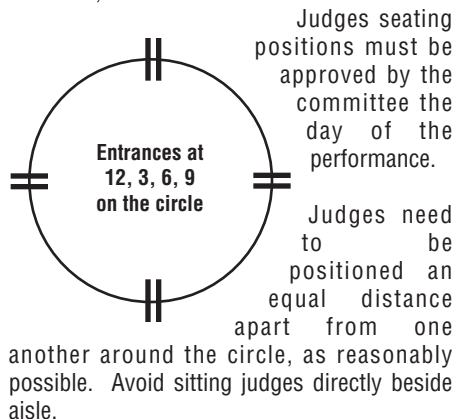 Judges seating
positions must be
approved by the
committee the
day of the
performance.
Entrances at
12, 3, 6, 9
on the circle
Judges need
to be
positioned an
equal distance
apart from one
another around the circle, as reasonably
possible. Avoid sitting judges directly beside
aisle.